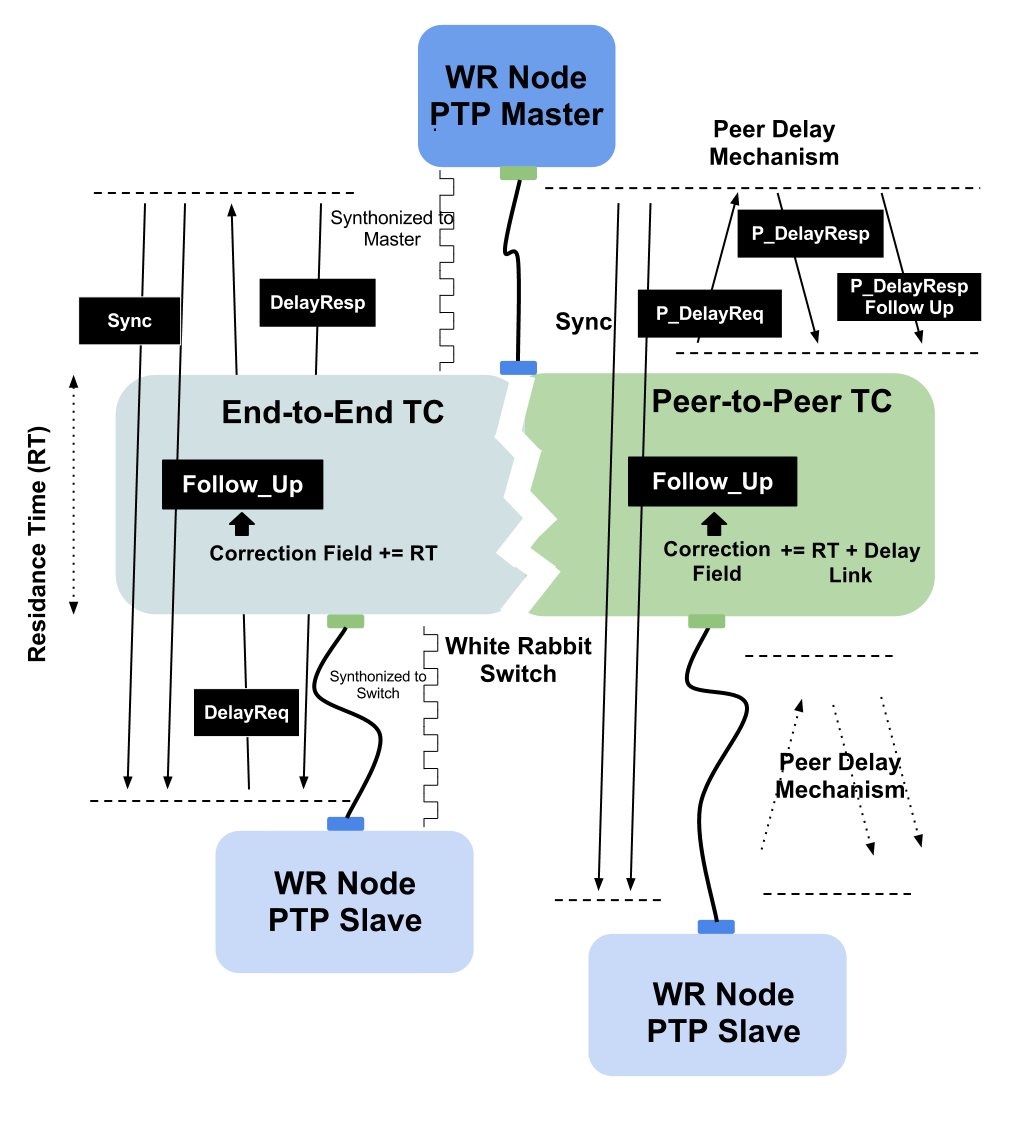 WR Node
PTP Master
Peer Delay
Mechanism
Synthonized to
Master
P_DelayResp
DelayResp
P_DelayResp
Follow Up
Sync
Sync
P_DelayReq
End-to-End TC
Peer-to-Peer TC
Residance Time (RT)
Follow_Up
Follow_Up
Correction Field += RT
Correction
Field
+= RT + Delay
Link
White Rabbit
Switch
Synthonized to
Switch
DelayReq
Peer Delay
Mechanism
WR Node
PTP Slave
WR Node
PTP Slave